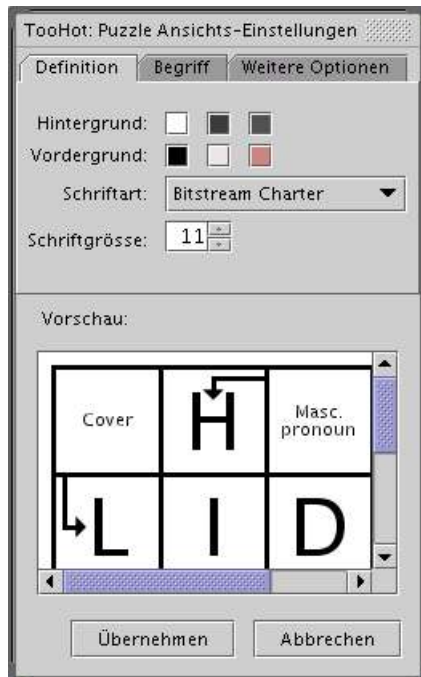 TooHot: Puzzle Ansichts-Einstellungen
Definition Begriff Weitere Optionen
Hintergrund:
Vordergrund:
Schriftart: Bitstream Charter
Schriftgrösse: 11
Vorschau:
Cover H Masc. pronoun
L I D
Übernehmen Abbrechen